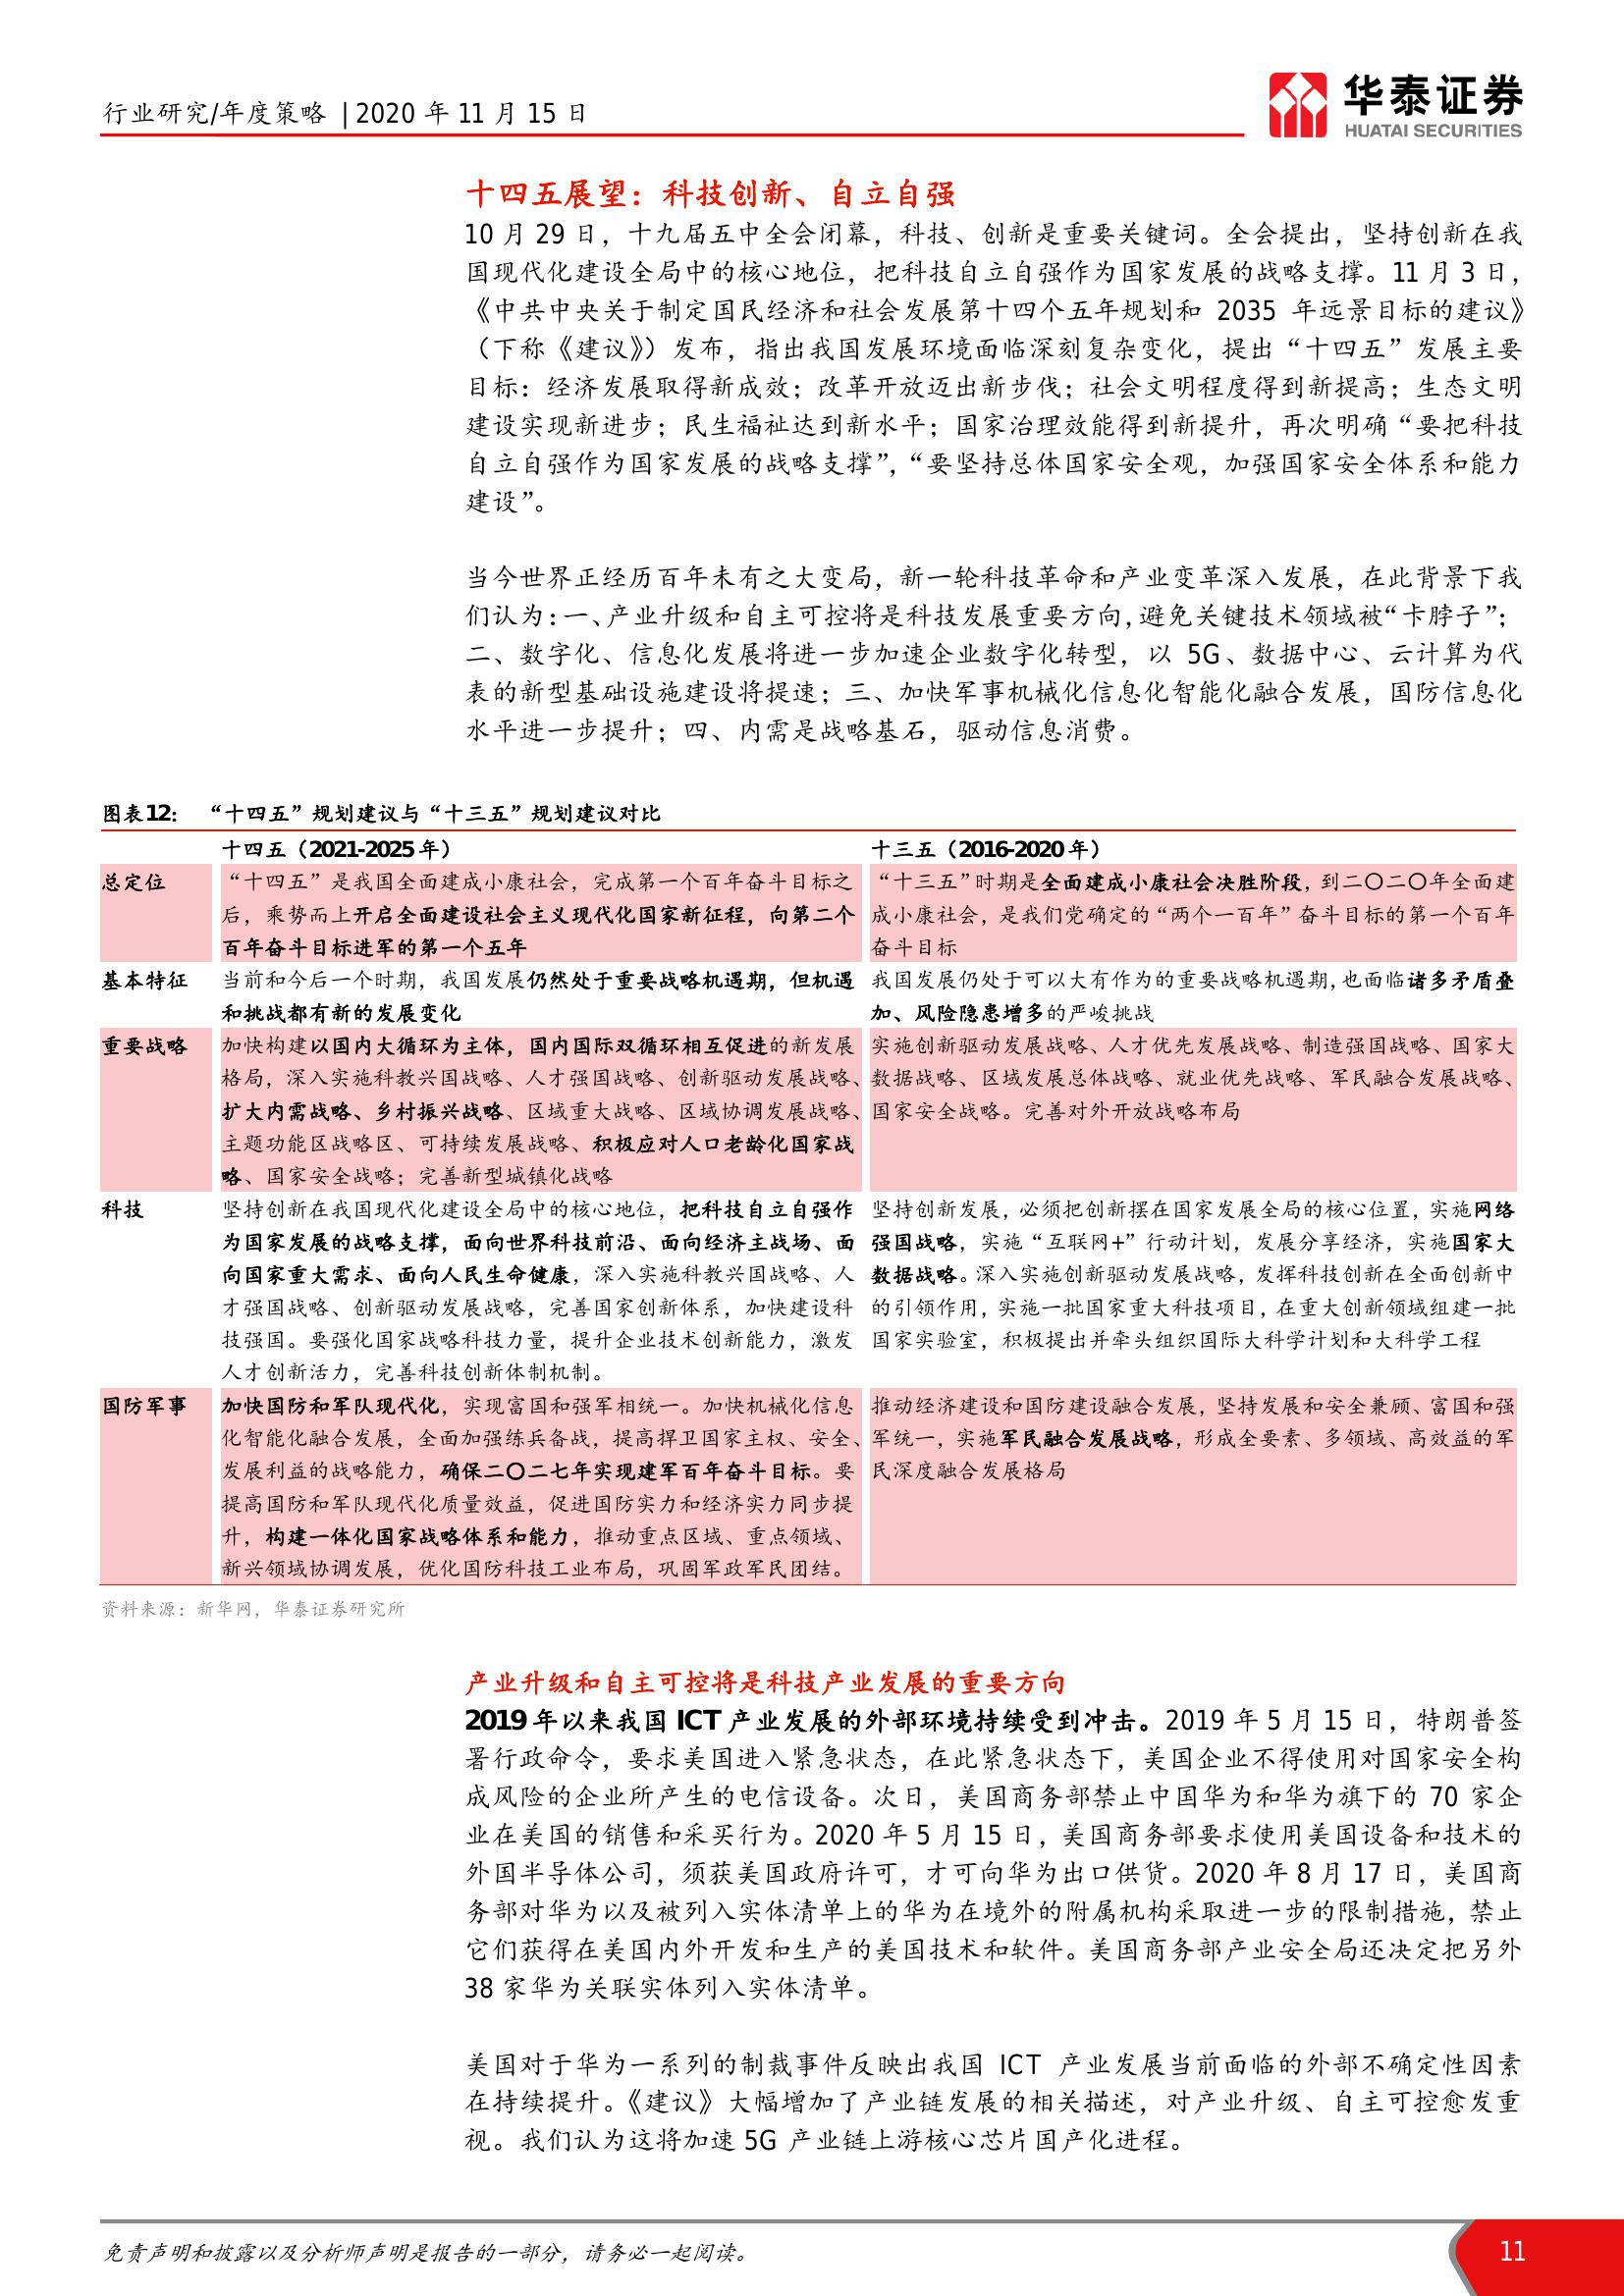 行业研究/年度策略 | 2020 年 11 月 15 日
华泰证券
HUATAI SECURITIES
十四五展望：科技创新、自立自强
10 月 29 日，十九届五中全会闭幕，科技、创新是重要关键词。全会提出，坚持创新在我
国现代化建设全局中的核心地位，把科技自立自强作为国家发展的战略支撑。11 月 3 日，
《中共中央关于制定国民经济和社会发展第十四个五年规划和 2035 年远景目标的建议》
（下称《建议》）发布，指出我国发展环境面临深刻复杂变化，提出“十四五”发展主要
目标：经济发展取得新成效；改革开放迈出新步伐；社会文明程度得到新提高；生态文明
建设实现新进步；民生福祉达到新水平；国家治理效能得到新提升，再次明确“要把科技
自立自强作为国家发展的战略支撑”，“要坚持总体国家安全观，加强国家安全体系和能力
建设”。
当今世界正经历百年未有之大变局，新一轮科技革命和产业变革深入发展，在此背景下我
们认为：一、产业升级和自主可控将是科技发展重要方向，避免关键技术领域被“卡脖子”；
二、数字化、信息化发展将进一步加速企业数字化转型，以 5G、数据中心、云计算为代
表的新型基础设施建设将提速；三、加快军事机械化信息化智能化融合发展，国防信息化
水平进一步提升；四、内需是战略基石，驱动信息消费。
图表12： “十四五”规划建议与“十三五”规划建议对比
十四五（2021-2025 年） 十三五（2016-2020 年）
总定位
“十四五”是我国全面建成小康社会，完成第一个百年奋斗目标之
后，乘势而上开启全面建设社会主义现代化国家新征程，向第二个
百年奋斗目标进军的第一个五年
“十三五”时期是全面建成小康社会决胜阶段，到二〇二〇年全面建
成小康社会，是我们党确定的“两个一百年”奋斗目标的第一个百年
奋斗目标
基本特征
当前和今后一个时期，我国发展仍然处于重要战略机遇期，但机遇
和挑战都有新的发展变化
我国发展仍处于可以大有作为的重要战略机遇期，也面临诸多矛盾叠
加、风险隐患增多的严峻挑战
重要战略
加快构建以国内大循环为主体，国内国际双循环相互促进的新发展
格局，深入实施科教兴国战略、人才强国战略、创新驱动发展战略、
扩大内需战略、乡村振兴战略、区域重大战略、区域协调发展战略、
主题功能区战略区、可持续发展战略、积极应对人口老龄化国家战
略、国家安全战略；完善新型城镇化战略
实施创新驱动发展战略、人才优先发展战略、制造强国战略、国家大
数据战略、区域发展总体战略、就业优先战略、军民融合发展战略、
国家安全战略。完善对外开放战略布局
科技
坚持创新在我国现代化建设全局中的核心地位，把科技自立自强作
为国家发展的战略支撑，面向世界科技前沿、面向经济主战场、面
向国家重大需求、面向人民生命健康，深入实施科教兴国战略、人
才强国战略、创新驱动发展战略，完善国家创新体系，加快建设科
技强国。要强化国家战略科技力量，提升企业技术创新能力，激发
人才创新活力，完善科技创新体制机制。
坚持创新发展，必须把创新摆在国家发展全局的核心位置，实施网络
强国战略，实施“互联网+”行动计划，发展分享经济，实施国家大
数据战略。深入实施创新驱动发展战略，发挥科技创新在全面创新中
的引领作用，实施一批国家重大科技项目，在重大创新领域组建一批
国家实验室，积极提出并牵头组织国际大科学计划和大科学工程
国防军事
加快国防和军队现代化，实现富国和强军相统一。加快机械化信息
化智能化融合发展，全面加强练兵备战，提高捍卫国家主权、安全、
发展利益的战略能力，确保二〇二七年实现建军百年奋斗目标。要
提高国防和军队现代化质量效益，促进国防实力和经济实力同步提
升，构建一体化国家战略体系和能力，推动重点区域、重点领域、
新兴领域协调发展，优化国防科技工业布局，巩固军政军民团结。
推动经济建设和国防建设融合发展，坚持发展和安全兼顾、富国和强
军统一，实施军民融合发展战略，形成全要素、多领域、高效益的军
民深度融合发展格局
资料来源：新华网，华泰证券研究所
产业升级和自主可控将是科技产业发展的重要方向
2019 年以来我国 ICT 产业发展的外部环境持续受到冲击。2019 年 5 月 15 日，特朗普签
署行政命令，要求美国进入紧急状态，在此紧急状态下，美国企业不得使用对国家安全构
成风险的企业所产生的电信设备。次日，美国商务部禁止中国华为和华为旗下的 70 家企
业在美国的销售和采买行为。2020 年 5 月 15 日，美国商务部要求使用美国设备和技术的
外国半导体公司，须获美国政府许可，才可向华为出口供货。2020 年 8 月 17 日，美国商
务部对华为以及被列入实体清单上的华为在境外的附属机构采取进一步的限制措施，禁止
它们获得在美国内外开发和生产的美国技术和软件。美国商务部产业安全局还决定把另外
38 家华为关联实体列入实体清单。
美国对于华为一系列的制裁事件反映出我国 ICT 产业发展当前面临的外部不确定性因素
在持续提升。《建议》大幅增加了产业链发展的相关描述，对产业升级、自主可控愈发重
视。我们认为这将加速 5G 产业链上游核心芯片国产化进程。
免责声明和披露以及分析师声明是报告的一部分，请务必一起阅读。
11